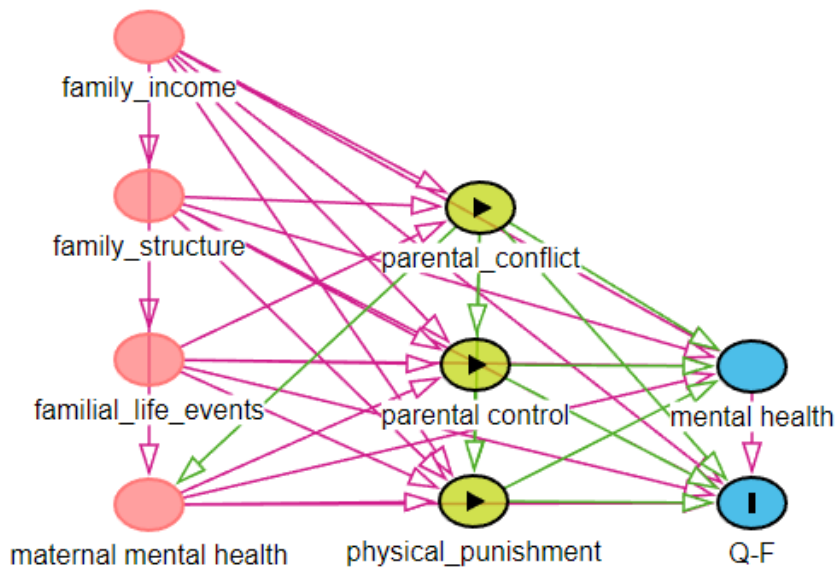 family_income
family_structure
parental_conflict
familial_life_events
parental control
mental health
maternal mental health
physical_punishment
Q-F